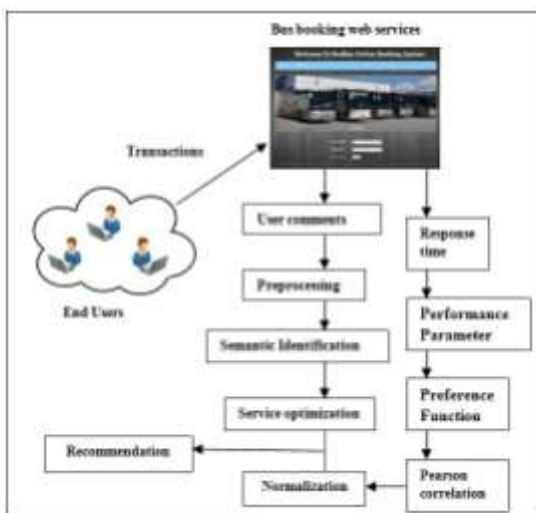 Bus booking web services
Transactions
End Users
User comments
Preprocessing
Semantic Identification
Service optimization
Recommendation
Normalization
Response
time
Performance
Parameter
Preference
Function
Pearson
correlation